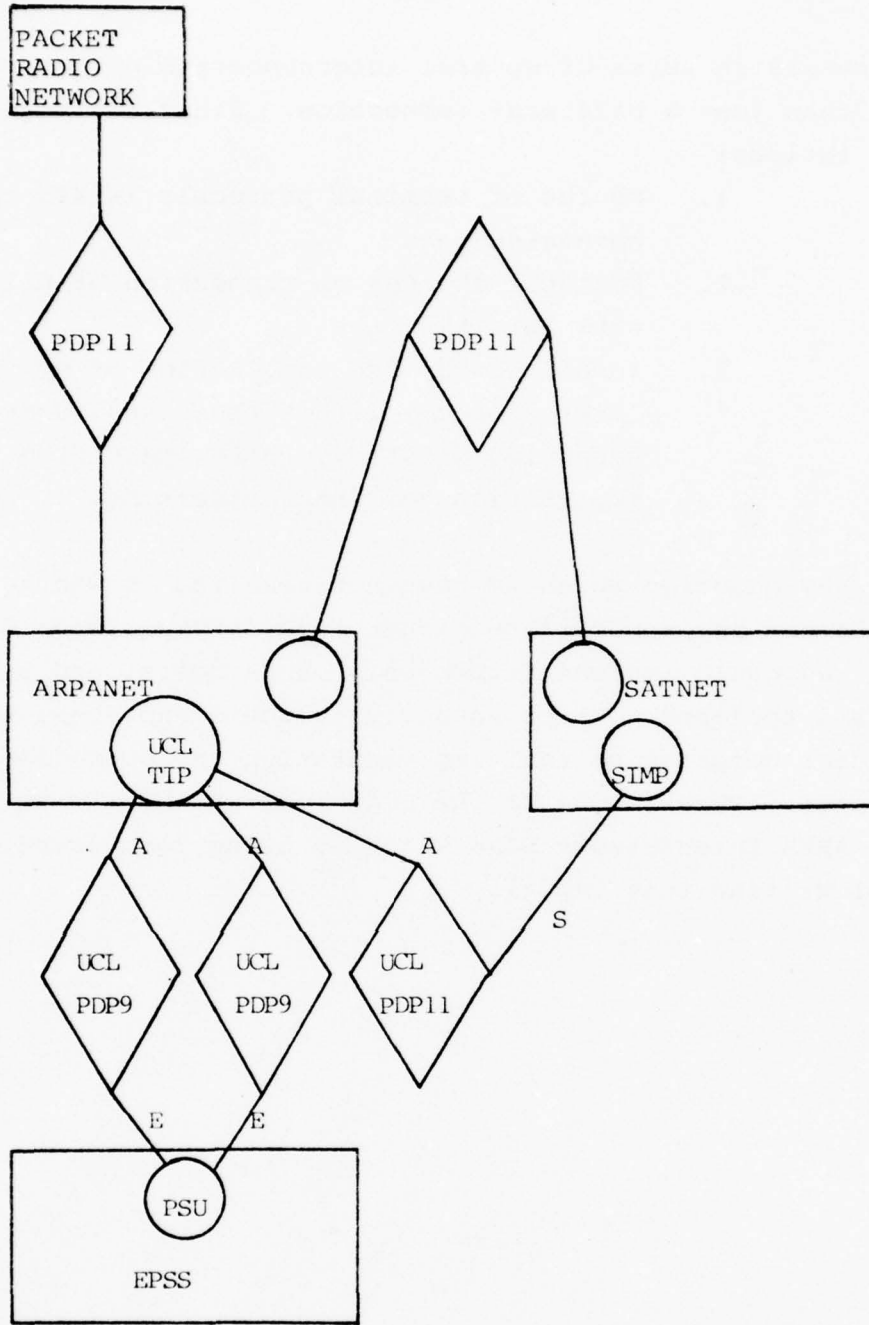 PACKET
RADIO
NETWORK
PDP11
PDP11
ARPANET
SATNET
UCL
TIP
SIMP
A
A
A
S
UCL
PDP9
UCL
PDP9
UCL
PDP11
E
E
PSU
EPSS